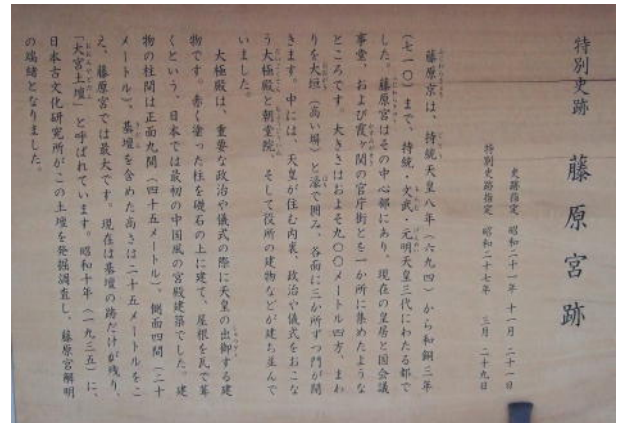 特別史跡 藤原宮跡
史跡指定 昭和二十一年 十一月 二十一日
特別史跡指定 昭和二十七年 三月 二十九日
藤原京は、持統天皇八年（六九四）から和銅三年
（七一〇）まで、持統・文武・元明天皇三代にわたる都で
した。藤原宮はその中心部にあり、現在の皇居と国会議
事堂、および霞ヶ関の官庁街とを一か所に集めたような
ところです。大きさはおよそ九〇〇メートル四方、まわ
りを大垣（高い塀）と濠で囲み、各面に三か所ずつ門が開
きます。中には、天皇が住む内裏、政治や儀式をおこな
う大極殿と朝堂院、そして役所の建物などが建ち並んで
いました。
大極殿は、重要な政治や儀式の際に天皇の出御する建
物です。赤く塗った柱を礎石の上に建て、屋根を瓦で葺
くという、日本では最初の中国風の宮殿建築でした。建
物の柱間は正面九間（四十五メートル）、側面四間（二十
メートル）、基壇を含めた高さは二十五メートルをこ
え、藤原宮では最大です。現在は基壇の跡だけが残り、
「大宮土壇」と呼ばれています。昭和十年（一九三五）に、
日本古文化研究所がこの土壇を発掘調査し、藤原宮解明
の端緒となりました。